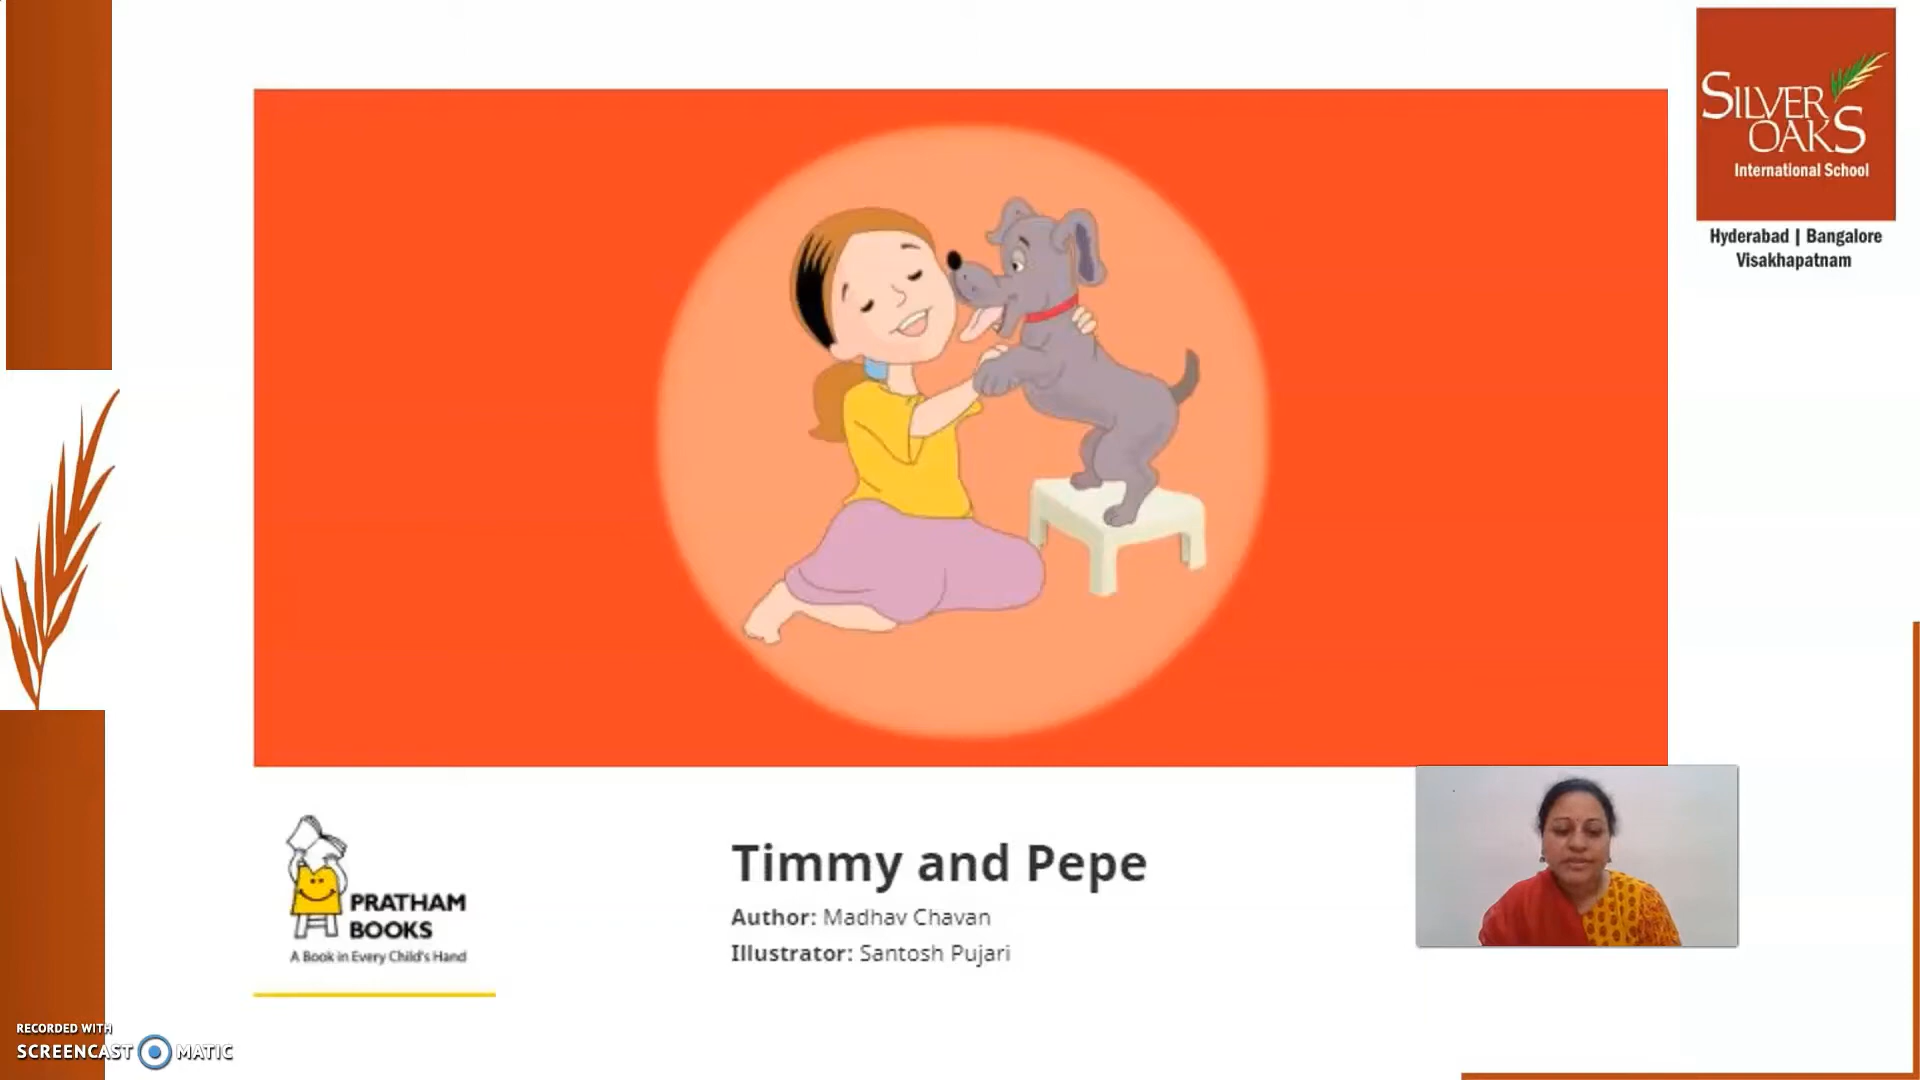 SILVER
OAKS
International School
Hyderabad | Bangalore
Visakhapatnam
PRATHAM
BOOKS
A Book in Every Child's Hand
Timmy and Pepe
Author: Madhav Chavan
Illustrator: Santosh Pujari
RECORDED WITH
SCREENCAST MATIC